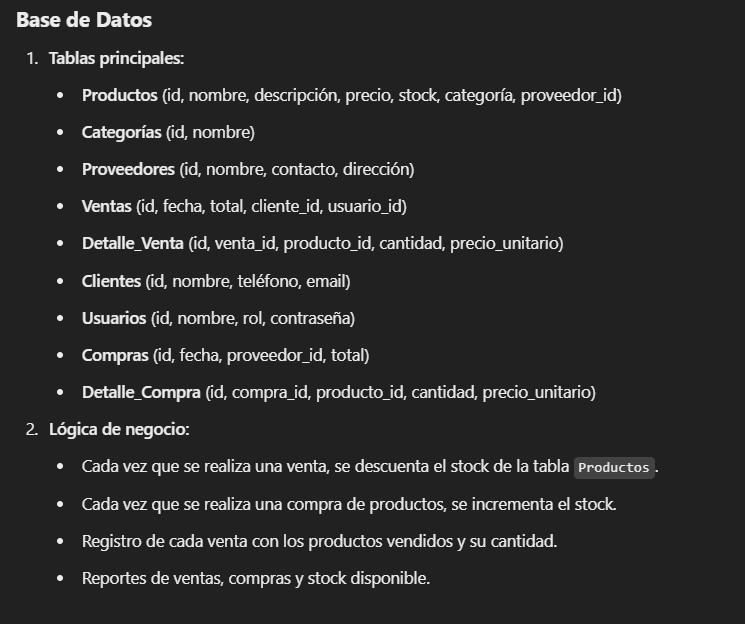 Base de Datos
1. Tablas principales:
• Productos (id, nombre, descripción, precio, stock, categoría, proveedor_id)
• Categorías (id, nombre)
• Proveedores (id, nombre, contacto, dirección)
• Ventas (id, fecha, total, cliente_id, usuario_id)
• Detalle_Venta (id, venta_id, producto_id, cantidad, precio_unitario)
• Clientes (id, nombre, teléfono, email)
• Usuarios (id, nombre, rol, contraseña)
• Compras (id, fecha, proveedor_id, total)
• Detalle_Compra (id, compra_id, producto_id, cantidad, precio_unitario)
2. Lógica de negocio:
• Cada vez que se realiza una venta, se descuenta el stock de la tabla Productos.
• Cada vez que se realiza una compra de productos, se incrementa el stock.
• Registro de cada venta con los productos vendidos y su cantidad.
• Reportes de ventas, compras y stock disponible.